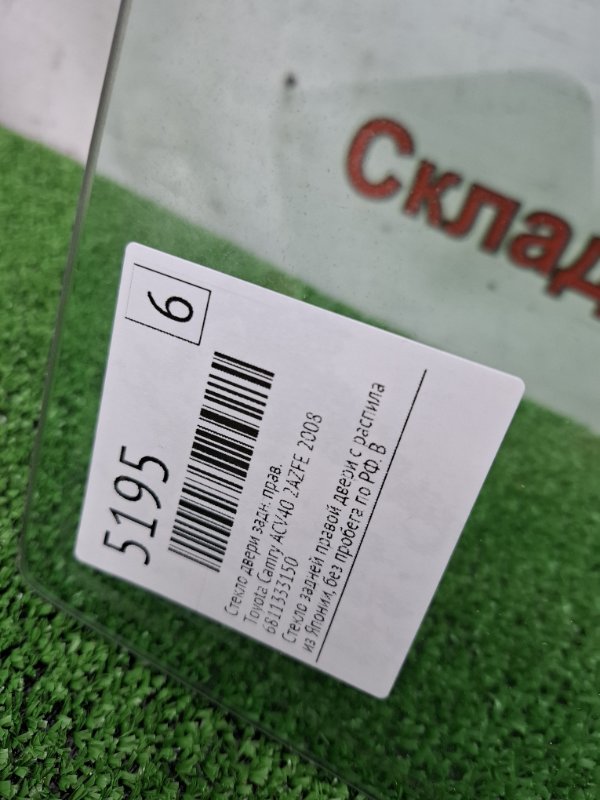 Склад
6
5195
Стекло двери задн. прав.
Toyota Camry ACV40 2AZFE 2008
6811333150
Стекло задней правой двери с распила
из Японии, без пробега по РФ. В